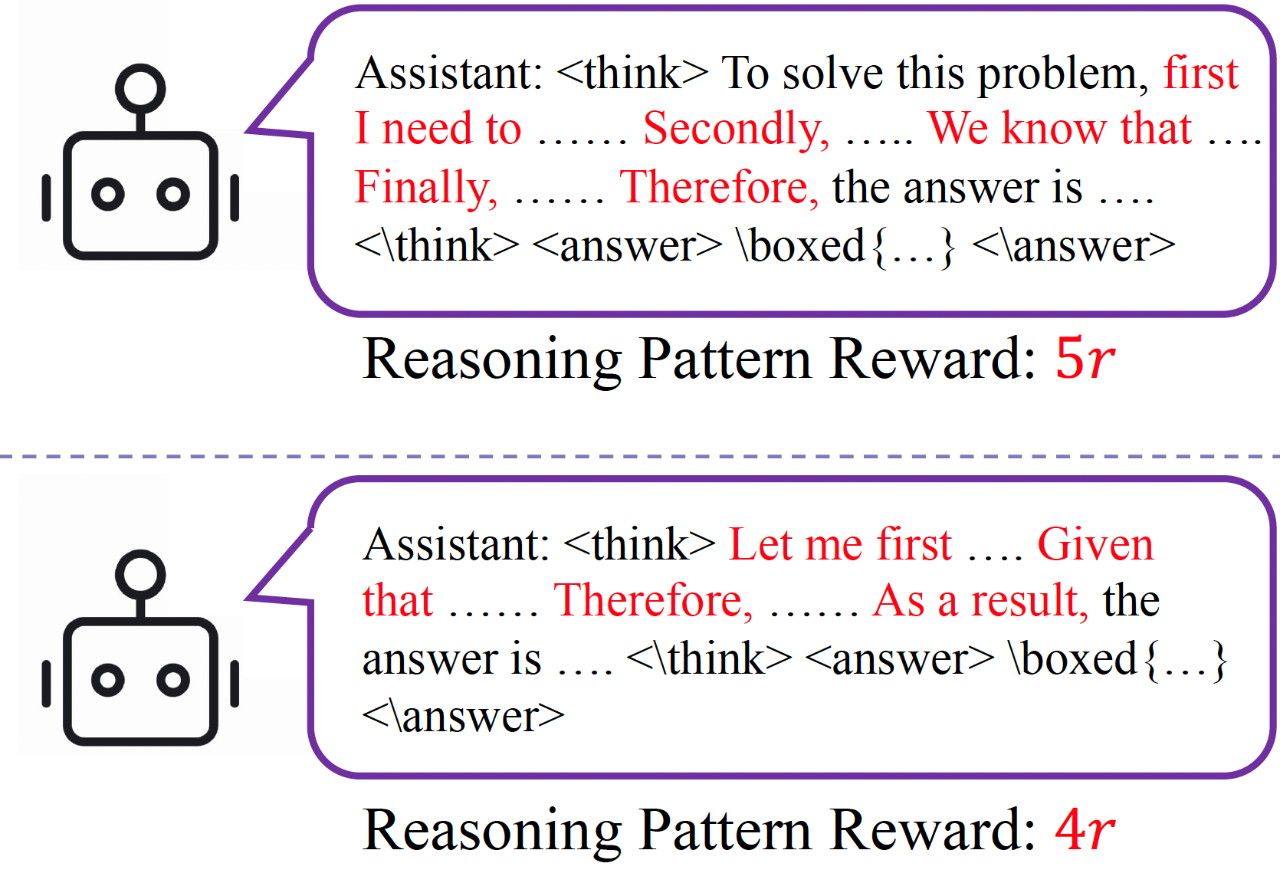 Assistant: <think> To solve this problem, first
I need to …… Secondly, ….. We know that ….
Finally, …… Therefore, the answer is ….
<\think> <answer> \boxed{…} <\answer>
Reasoning Pattern Reward: 5r
Assistant: <think> Let me first …. Given
that …… Therefore, …… As a result, the
answer is …. <\think> <answer> \boxed{…}
<\answer>
Reasoning Pattern Reward: 4r